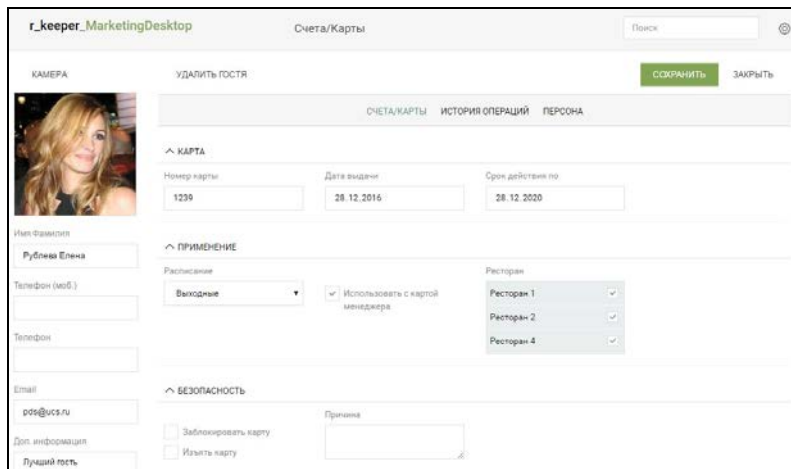 r_keeper_MarketingDesktop Счета/Карты Поиск
КАМЕРА УДАЛИТЬ ГОСТЯ СОХРАНИТЬ ЗАКРЫТЬ
СЧЕТА/КАРТЫ ИСТОРИЯ ОПЕРАЦИЙ ПЕРСОНА
КАРТА
Номер карты Дата выдачи Срок действия по
1239 28.12.2016 28.12.2020
Имя Фамилия
ПРИМЕНЕНИЕ
Рублева Елена
Расписание Ресторан
Телефон (моб.)
Выходные Использовать с картой Ресторан 1
менеджера
Ресторан 2
Телефон
Ресторан 4
Email
БЕЗОПАСНОСТЬ
pds@ucs.ru
Причина
Заблокировать карту
Доп. информация
Изъять карту
Лучший гость